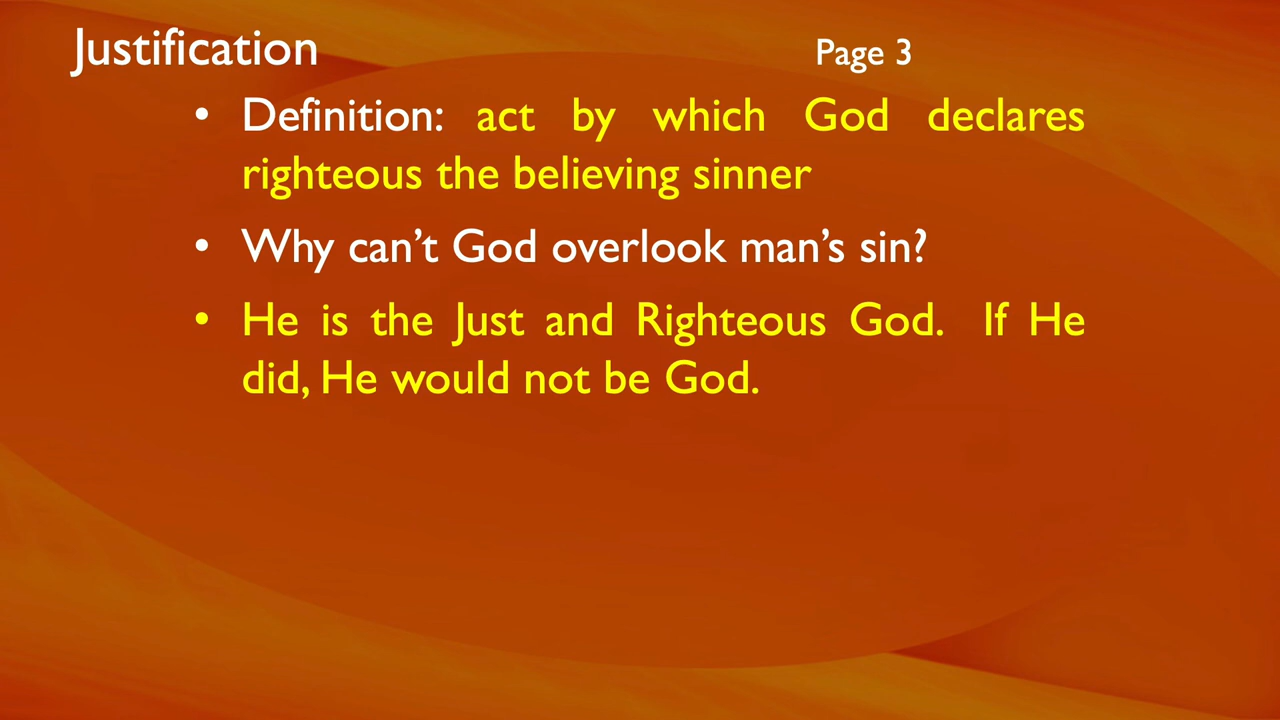 Justification Page 3
• Definition: act by which God declares
righteous the believing sinner
• Why can’t God overlook man’s sin?
• He is the Just and Righteous God.  If He
did, He would not be God.